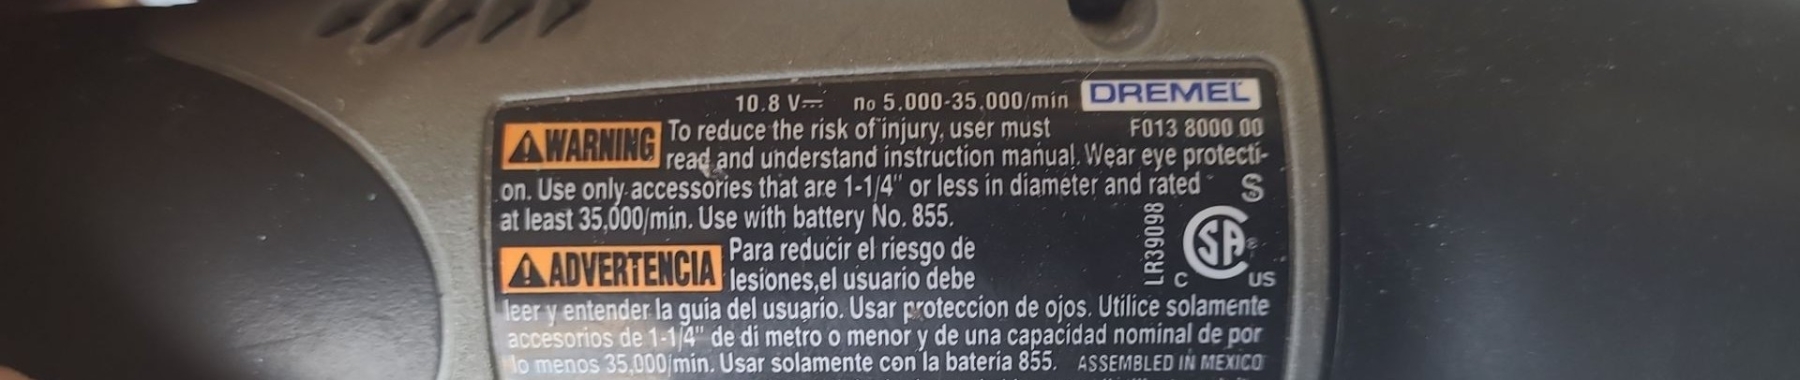 10.8 V⎓ no 5.000-35.000/min DREMEL
⚠WARNING To reduce the risk of injury, user must F013 8000 00
read and understand instruction manual. Wear eye protecti-
on. Use only accessories that are 1-1/4" or less in diameter and rated S
at least 35,000/min. Use with battery No. 855.
LR39098
C SA® US
⚠ADVERTENCIA Para reducir el riesgo de
lesiones,el usuario debe
leer y entender la guia del usuario. Usar proteccion de ojos. Utilice solamente
accesorios de 1-1/4" de di metro o menor y de una capacidad nominal de por
lo menos 35,000/min. Usar solamente con la bateria 855. ASSEMBLED IN MEXICO